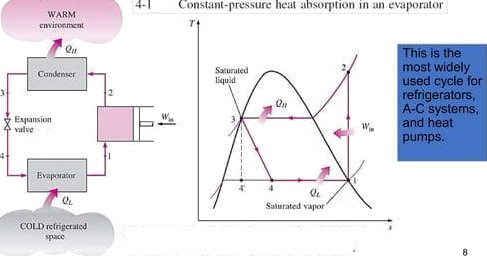 4-1 Constant-pressure heat absorption in an evaporator
WARM
environment
QH
Condenser
3
2
Expansion
valve
Win
4
1
Evaporator
QL
COLD refrigerated
space
T
Saturated
liquid
2
QH
3
Win
4'
4
1
QL
Saturated vapor
s
This is the
most widely
used cycle for
refrigerators,
A-C systems,
and heat
pumps.
8